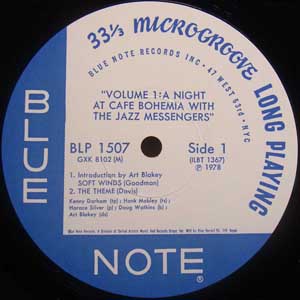 33⅓ MICROGROOVE LONG PLAYING
BLUE NOTE RECORDS INC • 47 WEST 63rd • NYC
"VOLUME 1: A NIGHT
AT CAFE BOHEMIA WITH
THE JAZZ MESSENGERS"
BLP 1507
GXK 8102 (M)
Side 1
(ILBT 1367)
℗ 1978
1. Introduction by Art Blakey
SOFT WINDS (Goodman)
2. THE THEME (Davis)
Kenny Dorham (tp) : Hank Mobley (ts)
Horace Silver (p) : Doug Watkins (b)
Art Blakey (ds)
BLUE
NOTE
®